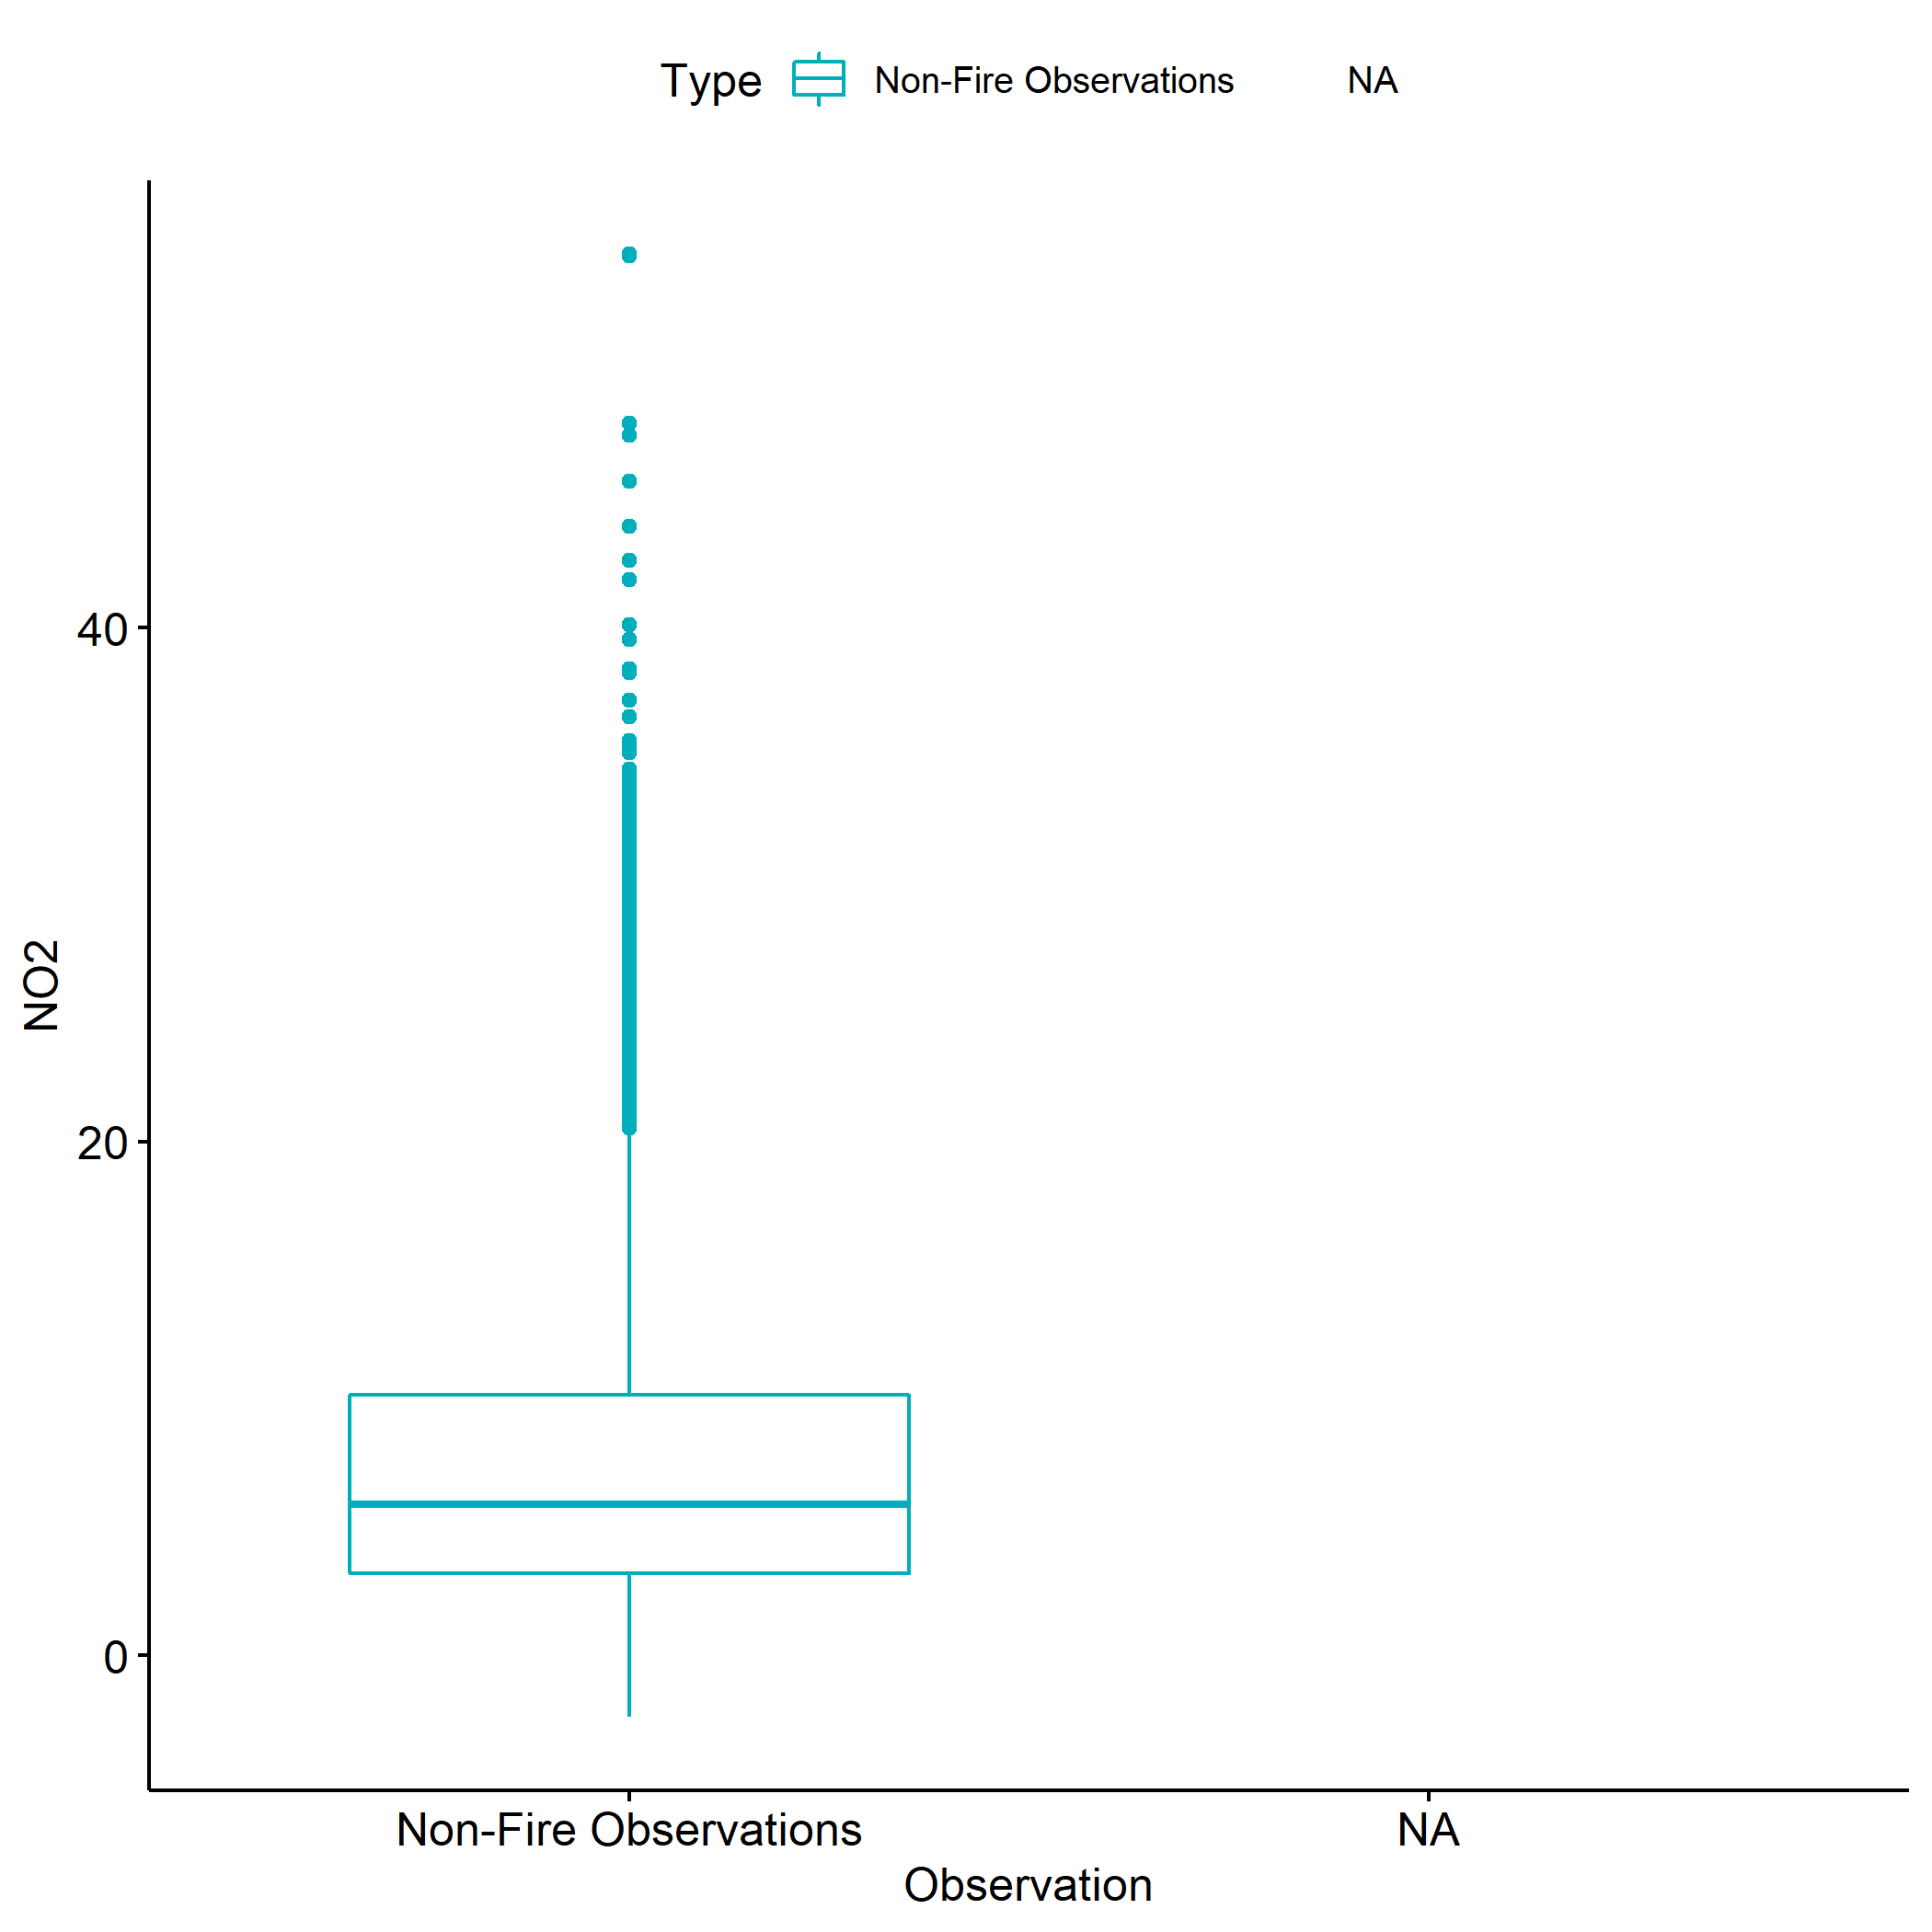 Type Non-Fire Observations NA
40
20
0
NO2
Non-Fire Observations NA
Observation